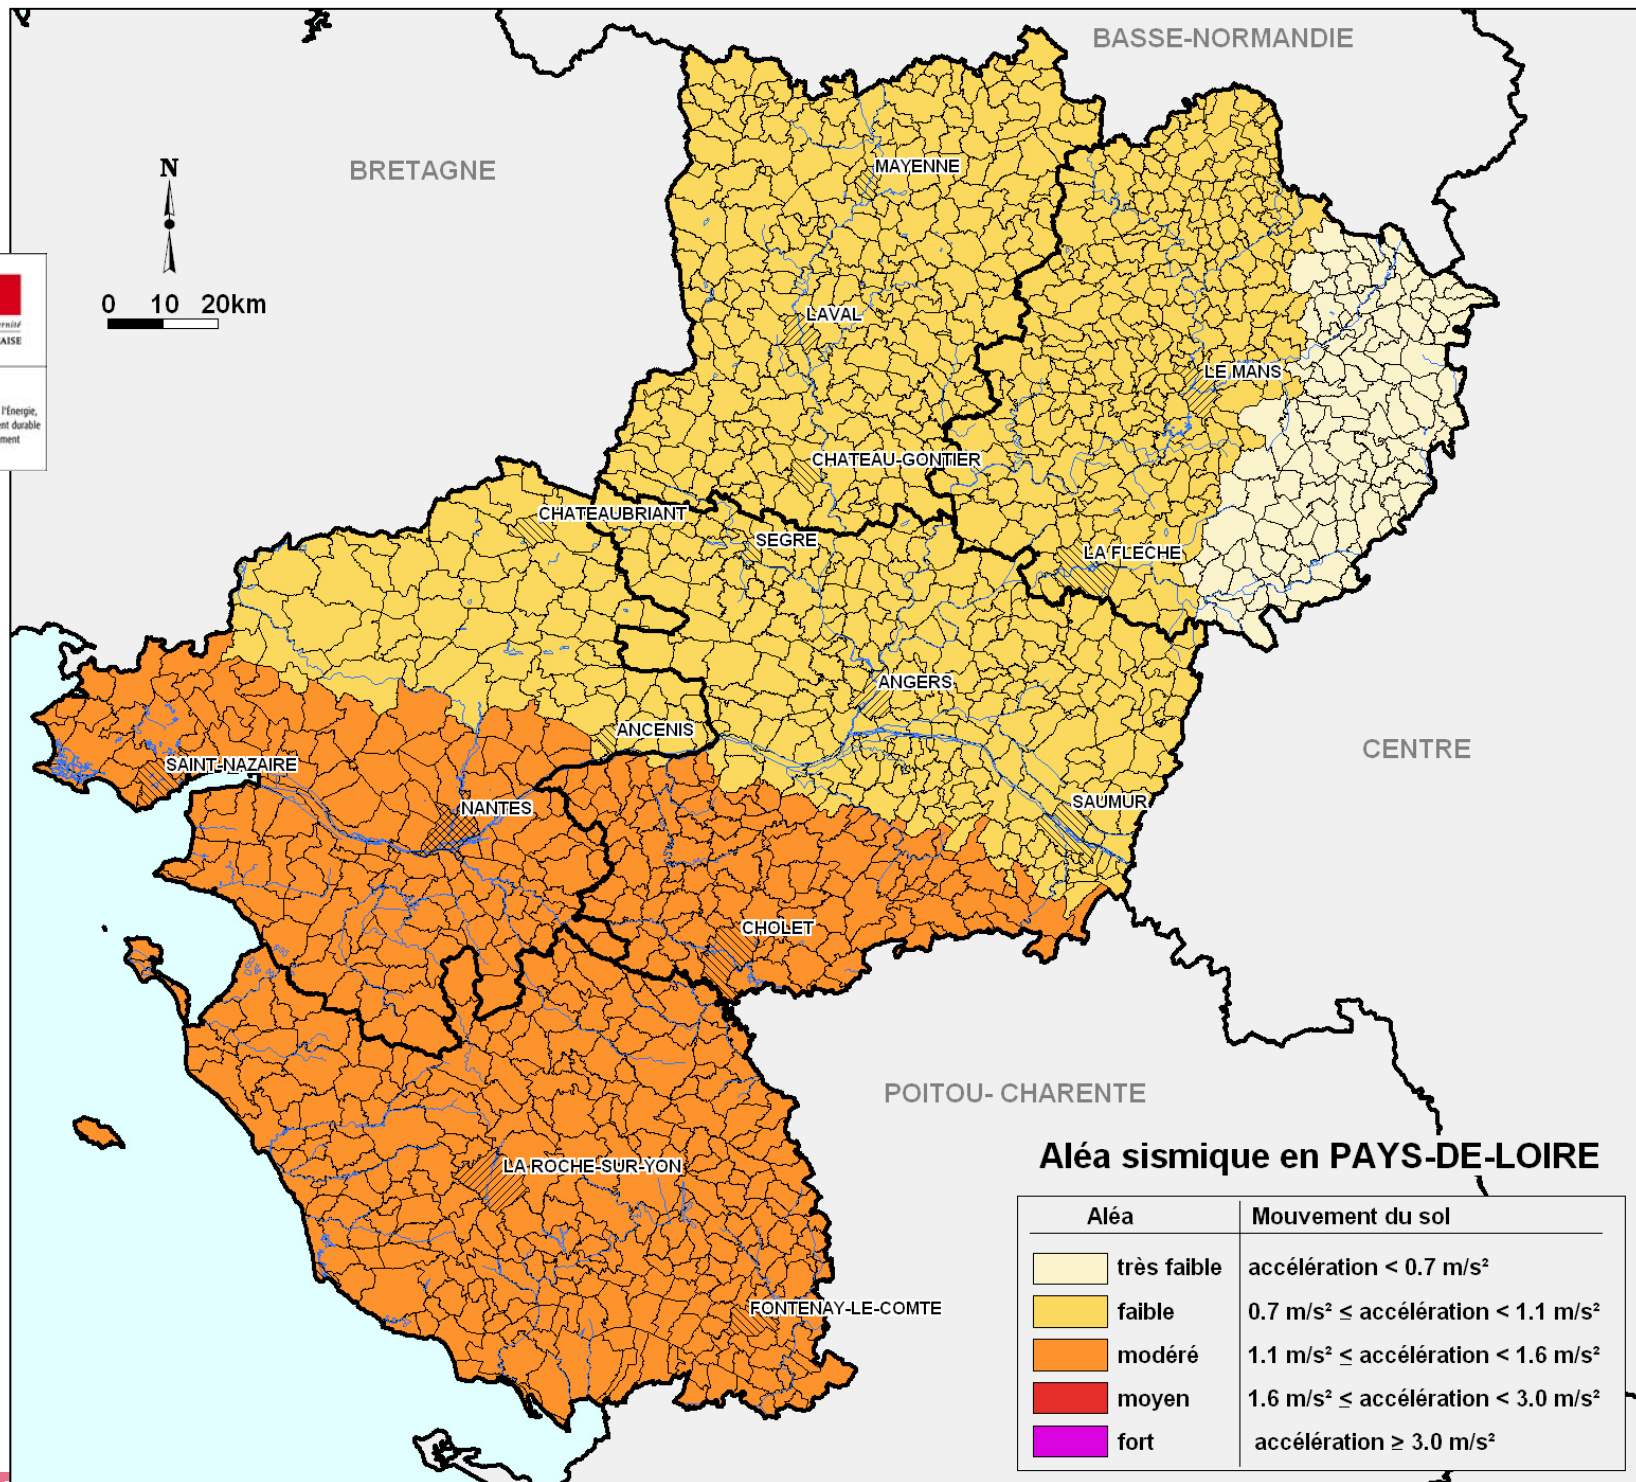 BASSE-NORMANDIE
BRETAGNE
N
0 10 20km
MAYENNE
LAVAL
LE MANS
l'Énergie,
CHATEAU-GONTIER
CHATEAUBRIANT
SEGRE
LA FLECHE
ANGERS
ANCENIS
SAINT-NAZAIRE
CENTRE
NANTES
SAUMUR
CHOLET
POITOU- CHARENTE
LA ROCHE-SUR-YON
FONTENAY-LE-COMTE
Aléa sismique en PAYS-DE-LOIRE
Aléa Mouvement du sol
très faible accélération < 0.7 m/s²
faible 0.7 m/s² ≤ accélération < 1.1 m/s²
modéré 1.1 m/s² ≤ accélération < 1.6 m/s²
moyen 1.6 m/s² ≤ accélération < 3.0 m/s²
fort accélération ≥ 3.0 m/s²